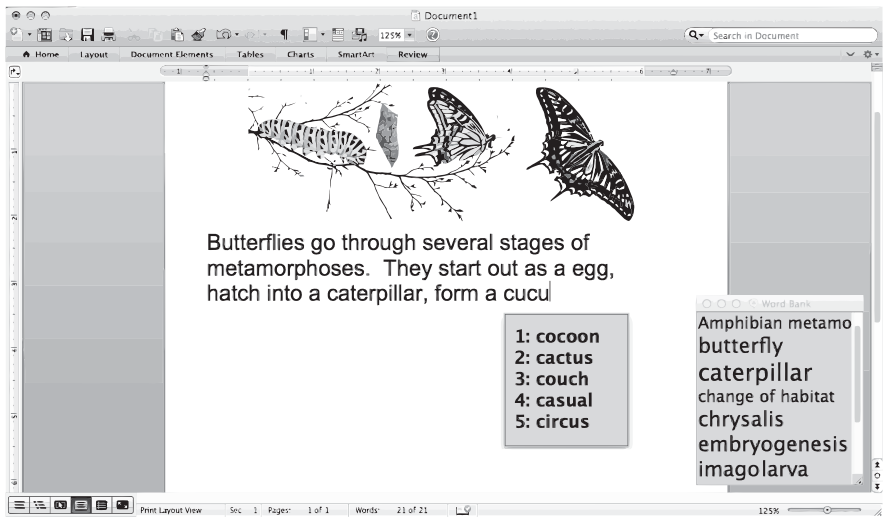 Document1
125%
Search in Document
Home Layout Document Elements Tables Charts SmartArt Review
Butterflies go through several stages of
metamorphoses. They start out as a egg,
hatch into a caterpillar, form a cucu
1: cocoon
2: cactus
3: couch
4: casual
5: circus
Word Bank
Amphibian metamo
butterfly
caterpillar
change of habitat
chrysalis
embryogenesis
imagolarva
Print Layout View Sec 1 Pages: 1 of 1 Words: 21 of 21 125%